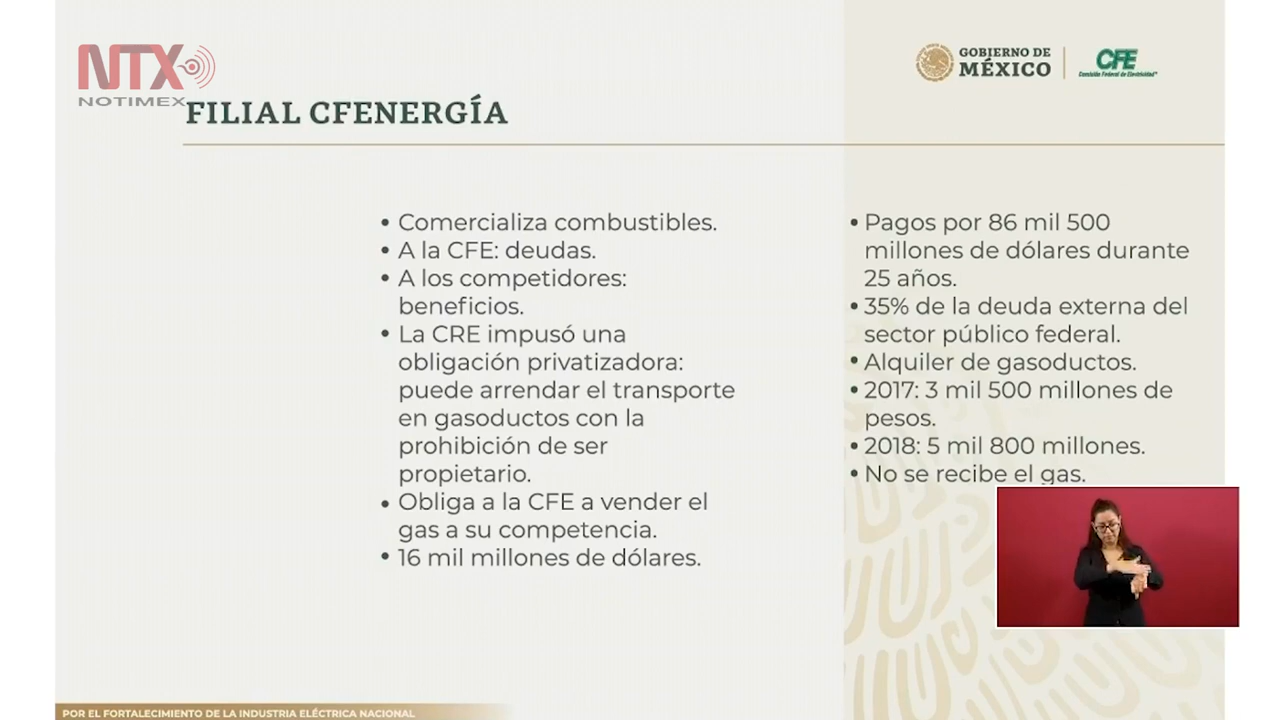 NTX
NOTIMEX
GOBIERNO DE
MÉXICO
CFE
Comisión Federal de Electricidad
FILIAL CFENERGÍA
• Comercializa combustibles.
• A la CFE: deudas.
• A los competidores:
beneficios.
• La CRE impusó una
obligación privatizadora:
puede arrendar el transporte
en gasoductos con la
prohibición de ser
propietario.
• Obliga a la CFE a vender el
gas a su competencia.
• 16 mil millones de dólares.
• Pagos por 86 mil 500
millones de dólares durante
25 años.
• 35% de la deuda externa del
sector público federal.
• Alquiler de gasoductos.
• 2017: 3 mil 500 millones de
pesos.
• 2018: 5 mil 800 millones.
• No se recibe el gas.
POR EL FORTALECIMIENTO DE LA INDUSTRIA ELÉCTRICA NACIONAL